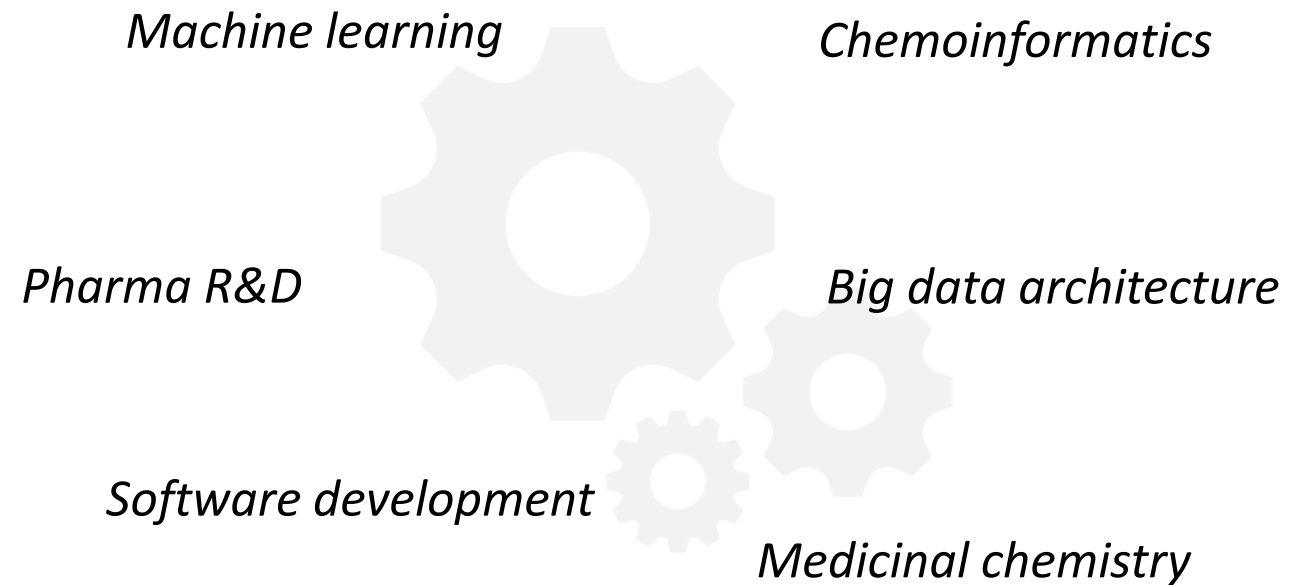 Machine learning
Chemoinformatics
Pharma R&D
Big data architecture
Software development
Medicinal chemistry